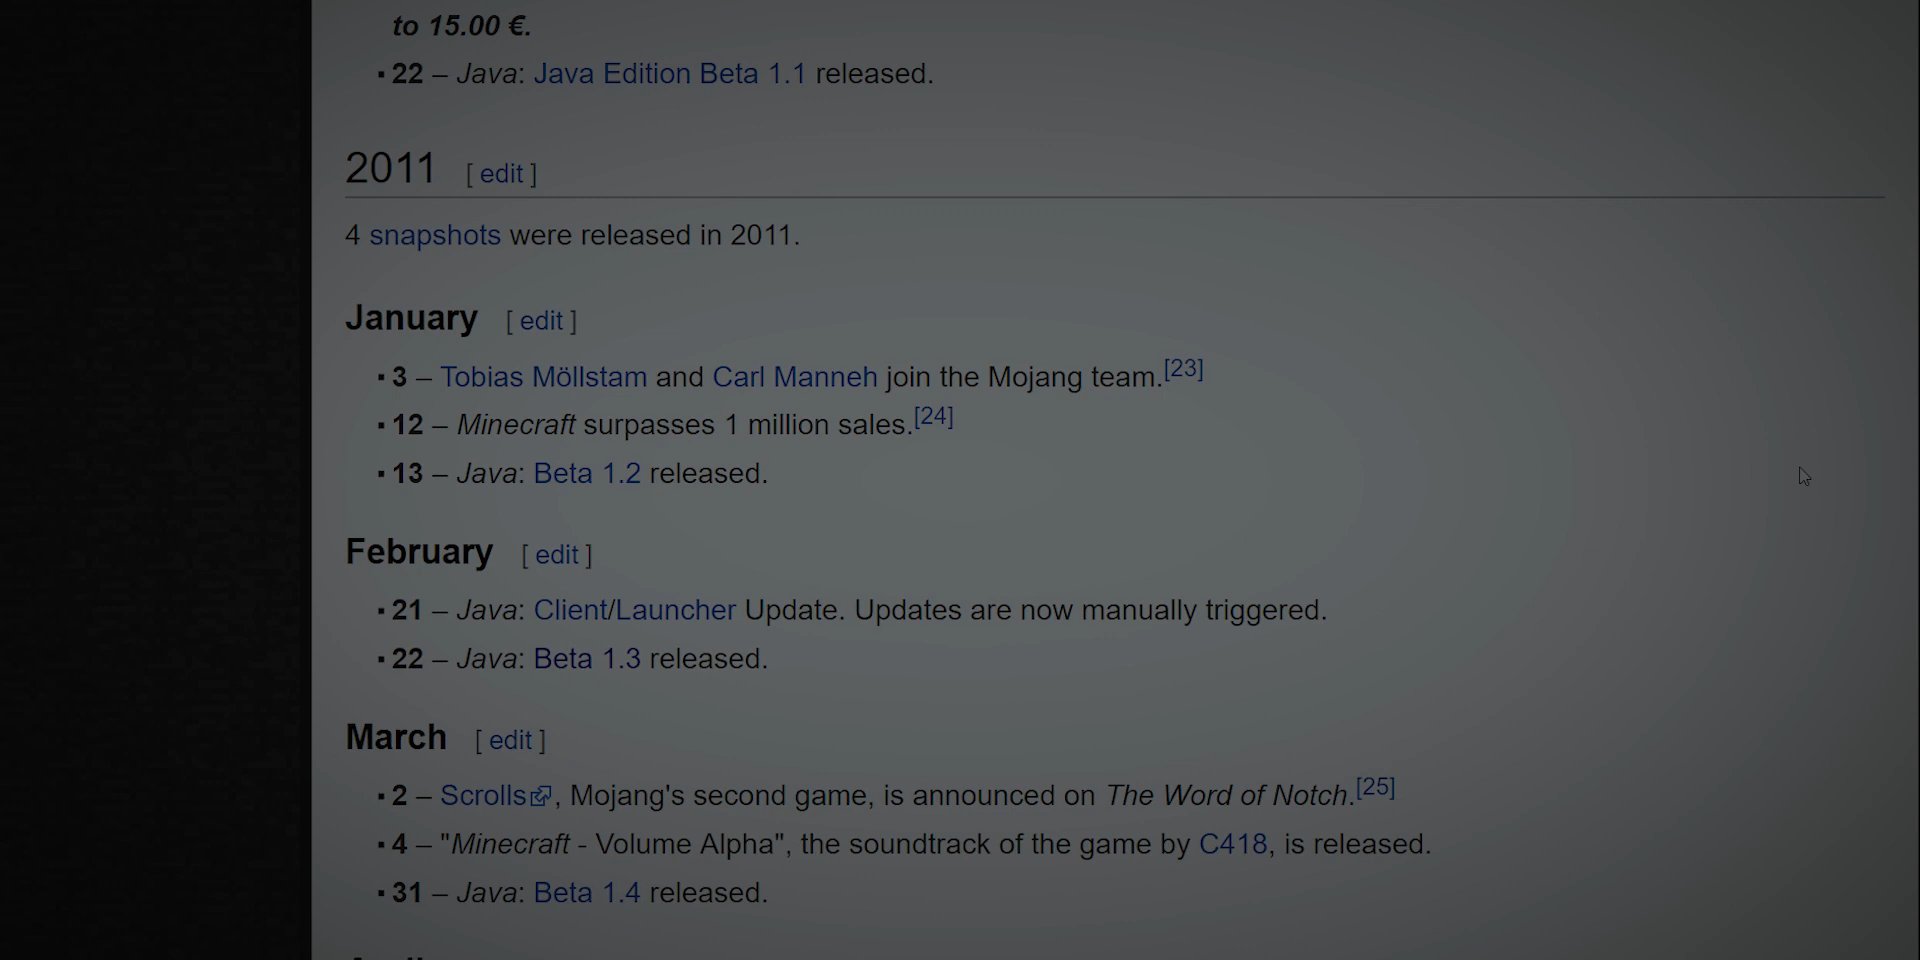 to 15.00 €.
▪ 22 – Java: Java Edition Beta 1.1 released.
2011 [ edit ]
4 snapshots were released in 2011.
January [ edit ]
▪ 3 – Tobias Möllstam and Carl Manneh join the Mojang team.[23]
▪ 12 – Minecraft surpasses 1 million sales.[24]
▪ 13 – Java: Beta 1.2 released.
February [ edit ]
▪ 21 – Java: Client/Launcher Update. Updates are now manually triggered.
▪ 22 – Java: Beta 1.3 released.
March [ edit ]
▪ 2 – Scrolls, Mojang's second game, is announced on The Word of Notch.[25]
▪ 4 – "Minecraft - Volume Alpha", the soundtrack of the game by C418, is released.
▪ 31 – Java: Beta 1.4 released.